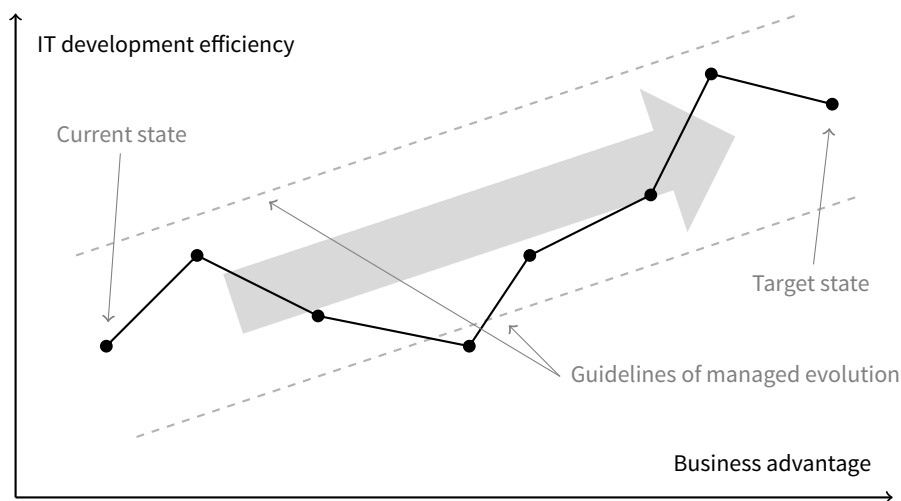 IT development efficiency
Current state
Target state
Guidelines of managed evolution
Business advantage